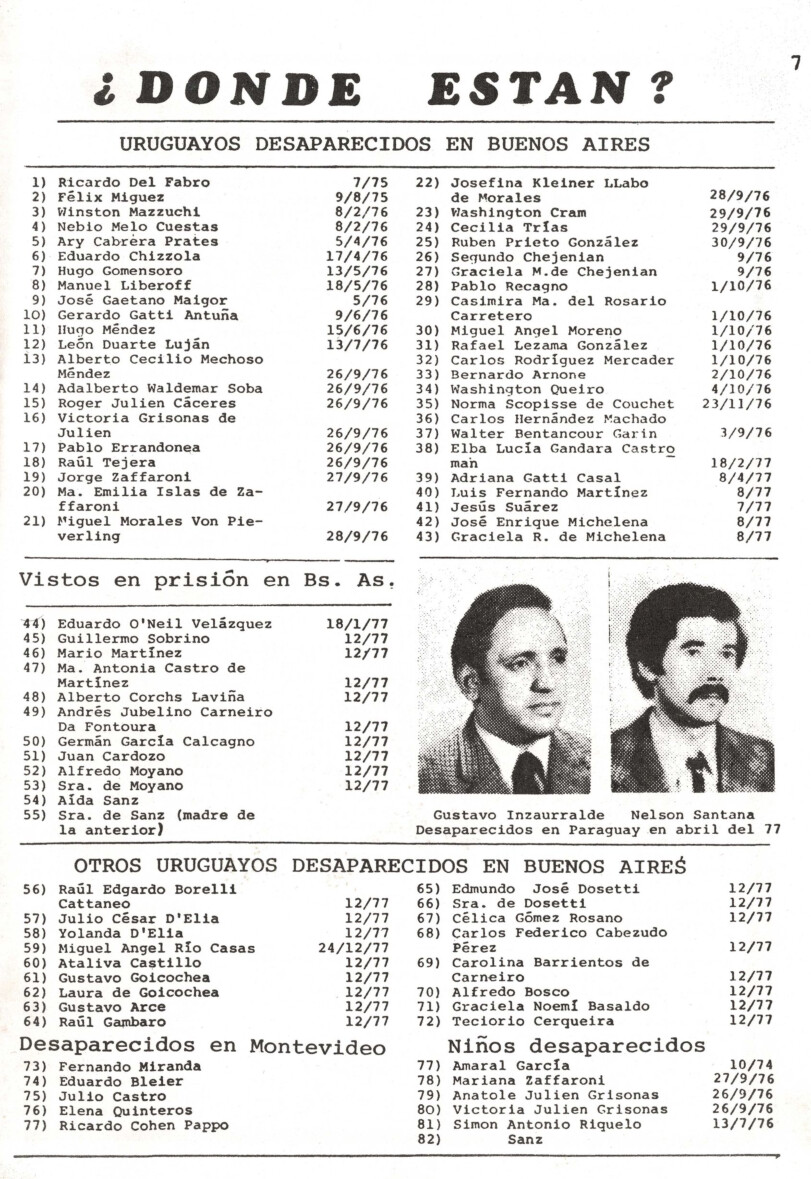 7
¿DONDE ESTAN?
URUGUAYOS DESAPARECIDOS EN BUENOS AIRES
1) Ricardo Del Fabro 7/75
2) Félix Miguez 9/8/75
3) Winston Mazzuchi 8/2/76
4) Nebio Melo Cuestas 8/2/76
5) Ary Cabrera Prates 5/4/76
6) Eduardo Chizzola 17/4/76
7) Hugo Gomensoro 13/5/76
8) Manuel Liberoff 18/5/76
9) José Gaetano Maigor 5/76
10) Gerardo Gatti Antuña 9/6/76
11) Hugo Méndez 15/6/76
12) León Duarte Luján 13/7/76
13) Alberto Cecilio Mechoso
Méndez 26/9/76
14) Adalberto Waldemar Soba 26/9/76
15) Roger Julien Cáceres 26/9/76
16) Victoria Grisonas de
Julien 26/9/76
17) Pablo Errandonea 26/9/76
18) Raúl Tejera 26/9/76
19) Jorge Zaffaroni 27/9/76
20) Ma. Emilia Islas de Za-
ffaroni 27/9/76
21) Miguel Morales Von Pie-
verling 28/9/76
22) Josefina Kleiner LLabo
de Morales 28/9/76
23) Washington Cram 29/9/76
24) Cecilia Trías 29/9/76
25) Ruben Prieto González 30/9/76
26) Segundo Chejenian 9/76
27) Graciela M.de Chejenian 9/76
28) Pablo Recagno 1/10/76
29) Casimira Ma. del Rosario
Carretero 1/10/76
30) Miguel Angel Moreno 1/10/76
31) Rafael Lezama González 1/10/76
32) Carlos Rodríguez Mercader 1/10/76
33) Bernardo Arnone 2/10/76
34) Washington Queiro 4/10/76
35) Norma Scopisse de Couchet 23/11/76
36) Carlos Hernández Machado
37) Walter Bentancour Garin 3/9/76
38) Elba Lucía Gandara Castro
man 18/2/77
39) Adriana Gatti Casal 8/4/77
40) Luis Fernando Martínez 8/77
41) Jesús Suárez 7/77
42) José Enrique Michelena 8/77
43) Graciela R. de Michelena 8/77
Vistos en prisión en Bs. As.
44) Eduardo O'Neil Velázquez 18/1/77
45) Guillermo Sobrino 12/77
46) Mario Martínez 12/77
47) Ma. Antonia Castro de
Martínez 12/77
48) Alberto Corchs Laviña 12/77
49) Andrés Jubelino Carneiro
Da Fontoura 12/77
50) Germán García Calcagno 12/77
51) Juan Cardozo 12/77
52) Alfredo Moyano 12/77
53) Sra. de Moyano 12/77
54) Aída Sanz
55) Sra. de Sanz (madre de
la anterior)
Gustavo Inzaurralde Nelson Santana
Desaparecidos en Paraguay en abril del 77
OTROS URUGUAYOS DESAPARECIDOS EN BUENOS AIRES
56) Raúl Edgardo Borelli
Cattaneo 12/77
57) Julio César D'Elia 12/77
58) Yolanda D'Elia 12/77
59) Miguel Angel Río Casas 24/12/77
60) Ataliva Castillo 12/77
61) Gustavo Goicochea 12/77
62) Laura de Goicochea 12/77
63) Gustavo Arce 12/77
64) Raúl Gambaro 12/77
65) Edmundo José Dosetti 12/77
66) Sra. de Dosetti 12/77
67) Célica Gómez Rosano 12/77
68) Carlos Federico Cabezudo
Pérez 12/77
69) Carolina Barrientos de
Carneiro 12/77
70) Alfredo Bosco 12/77
71) Graciela Noemí Basaldo 12/77
72) Teciorio Cerqueira 12/77
Desaparecidos en Montevideo
73) Fernando Miranda
74) Eduardo Bleier
75) Julio Castro
76) Elena Quinteros
77) Ricardo Cohen Pappo
Niños desaparecidos
77) Amaral García 10/74
78) Mariana Zaffaroni 27/9/76
79) Anatole Julien Grisonas 26/9/76
80) Victoria Julien Grisonas 26/9/76
81) Simon Antonio Riquelo 13/7/76
82) Sanz